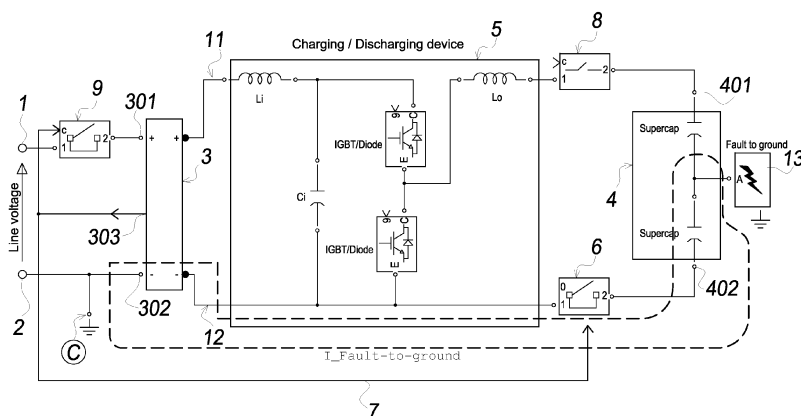 5
8
11
Charging / Discharging device
c
1
2
401
Li
Lo
1
9
301
c
1
2
+
+
g
C
IGBT/Diode
E
Supercap
Fault to ground
13
A
3
4
Line voltage
303
Ci
g
C
IGBT/Diode
E
Supercap
6
0
1
2
402
-
-
302
12
2
C
I_Fault-to-ground
7